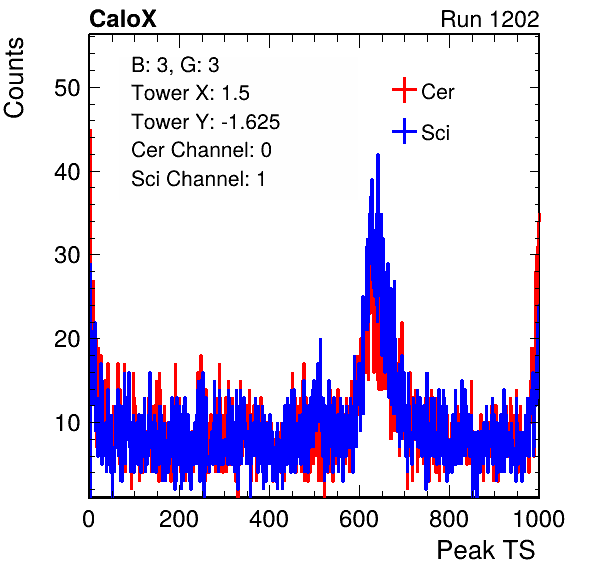 CaloX Run 1202
Counts
B: 3, G: 3
Tower X: 1.5
Tower Y: -1.625
Cer Channel: 0
Sci Channel: 1
Cer
Sci
50
40
30
20
10
0 200 400 600 800 1000
Peak TS